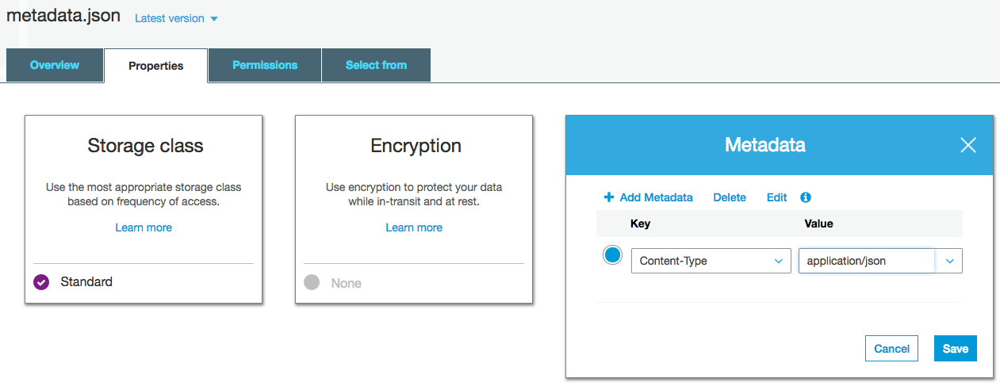 metadata.json Latest version
Overview Properties Permissions Select from
Storage class
Use the most appropriate storage class
based on frequency of access.
Learn more
Standard
Encryption
Use encryption to protect your data
while in-transit and at rest.
Learn more
None
Metadata
Add Metadata Delete Edit
Key Value
Content-Type application/json
Cancel Save